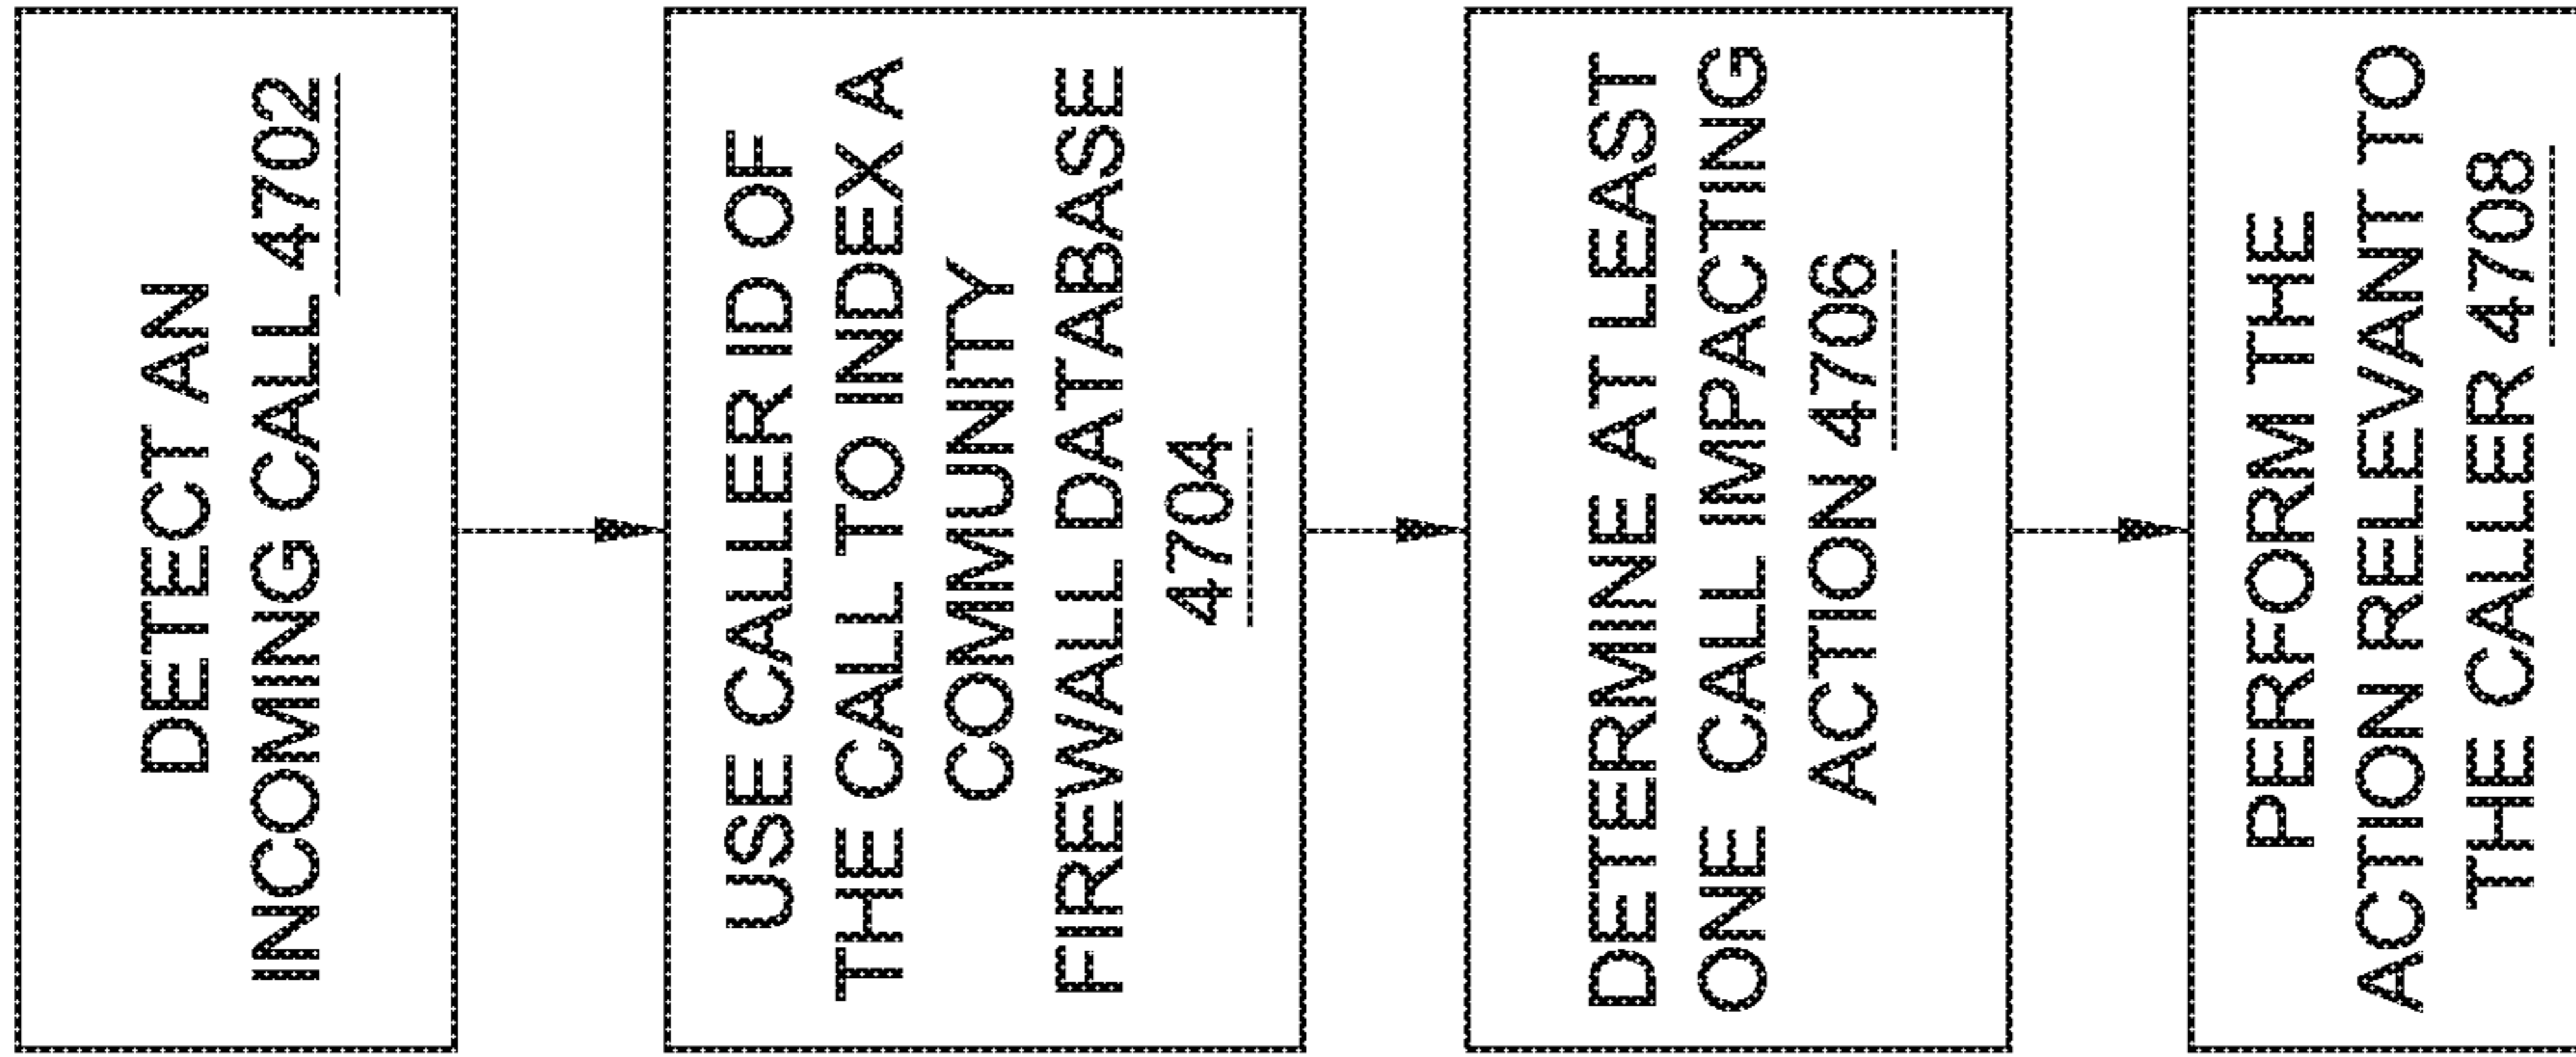 DETECT AN
INCOMING CALL 4702
USE CALLER ID OF
THE CALL TO INDEX A
COMMUNITY
FIREWALL DATABASE
4704
DETERMINE AT LEAST
ONE CALL IMPACTING
ACTION 4706
PERFORM THE
ACTION RELEVANT TO
THE CALLER 4708